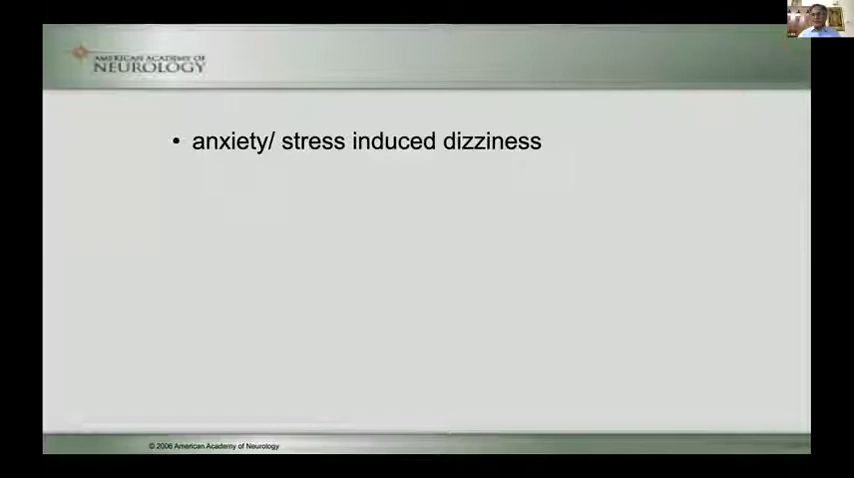 AMERICAN ACADEMY OF
NEUROLOGY
• anxiety/ stress induced dizziness
© 2006 American Academy of Neurology